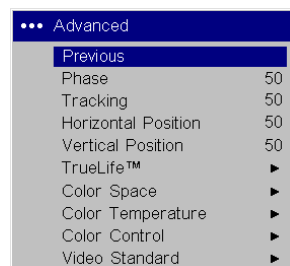 ••• Advanced
Previous
Phase 50
Tracking 50
Horizontal Position 50
Vertical Position 50
TrueLife™ ►
Color Space ►
Color Temperature ►
Color Control ►
Video Standard ►